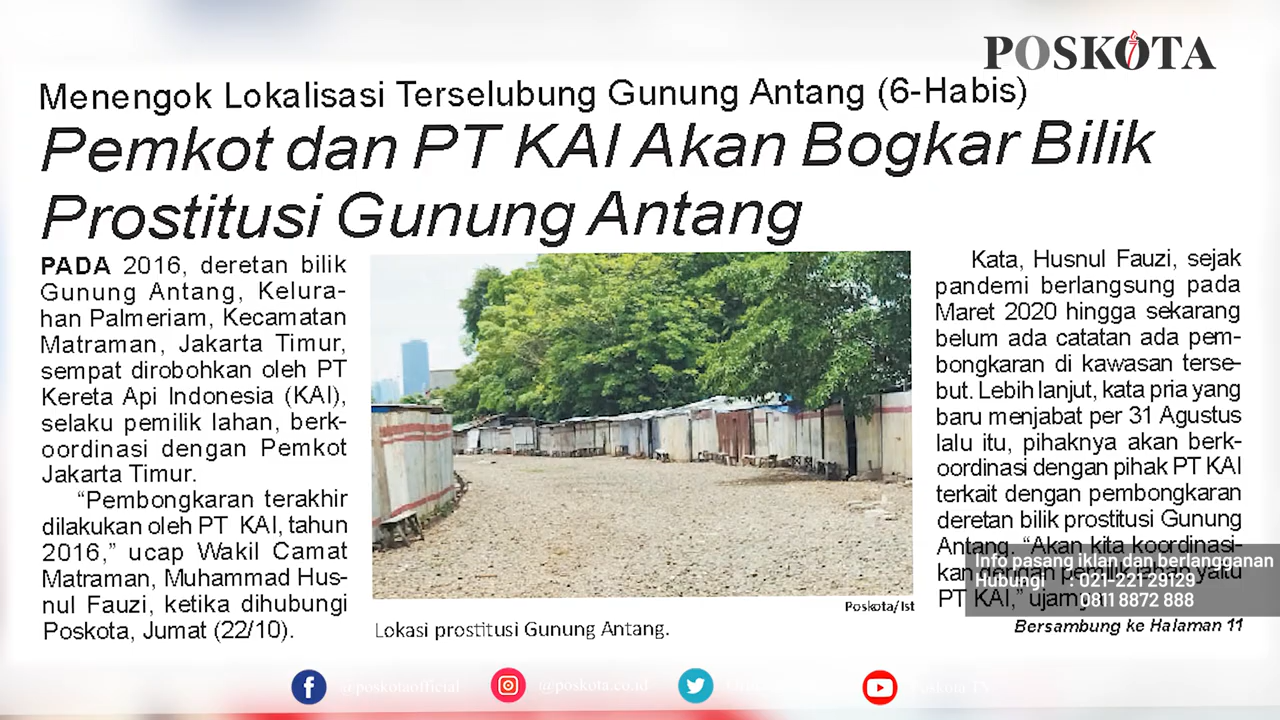 POSKOTA
Menengok Lokalisasi Terselubung Gunung Antang (6-Habis)
Pemkot dan PT KAI Akan Bogkar Bilik
Prostitusi Gunung Antang
PADA 2016, deretan bilik
Gunung Antang, Kelura-
han Palmeriam, Kecamatan
Matraman, Jakarta Timur,
sempat dirobohkan oleh PT
Kereta Api Indonesia (KAI),
selaku pemilik lahan, berk-
oordinasi dengan Pemkot
Jakarta Timur.
“Pembongkaran terakhir
dilakukan oleh PT KAI, tahun
2016,” ucap Wakil Camat
Matraman, Muhammad Hus-
nul Fauzi, ketika dihubungi
Poskota, Jumat (22/10).
Poskota/Ist
Lokasi prostitusi Gunung Antang.
Kata, Husnul Fauzi, sejak
pandemi berlangsung pada
Maret 2020 hingga sekarang
belum ada catatan ada pem-
bongkaran di kawasan terse-
but. Lebih lanjut, kata pria yang
baru menjabat per 31 Agustus
lalu itu, pihaknya akan berk-
oordinasi dengan pihak PT KAI
terkait dengan pembongkaran
deretan bilik prostitusi Gunung
Antang. “Akan kita koordinasi-
kan dengan pemilik lahan yaitu
PT KAI,” ujarnya
Bersambung ke Halaman 11
Info pasang iklan dan berlangganan
Hubungi : 021-221 29129
0811 8872 888
@poskotaofficial
@poskota.co.id